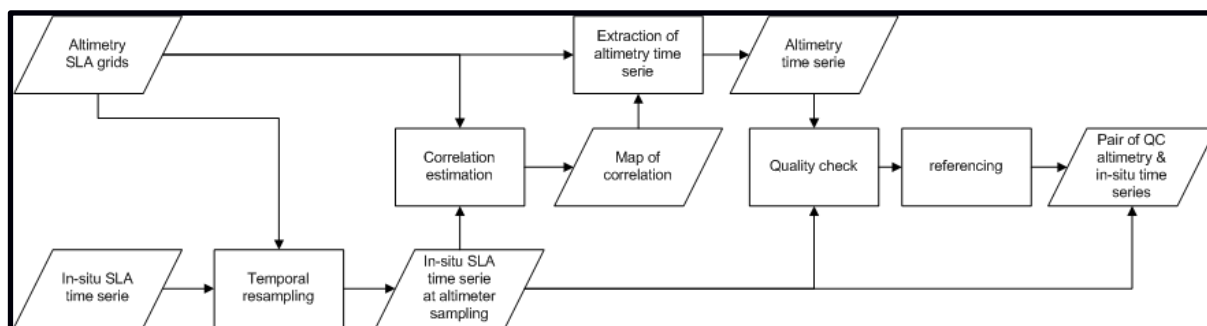 Altimetry
SLA grids
Extraction of
altimetry time
serie
Altimetry
time serie
Correlation
estimation
Map of
correlation
Quality check
referencing
Pair of QC
altimetry &
in-situ time
series
In-situ SLA
time serie
Temporal
resampling
In-situ SLA
time serie
at altimeter
sampling